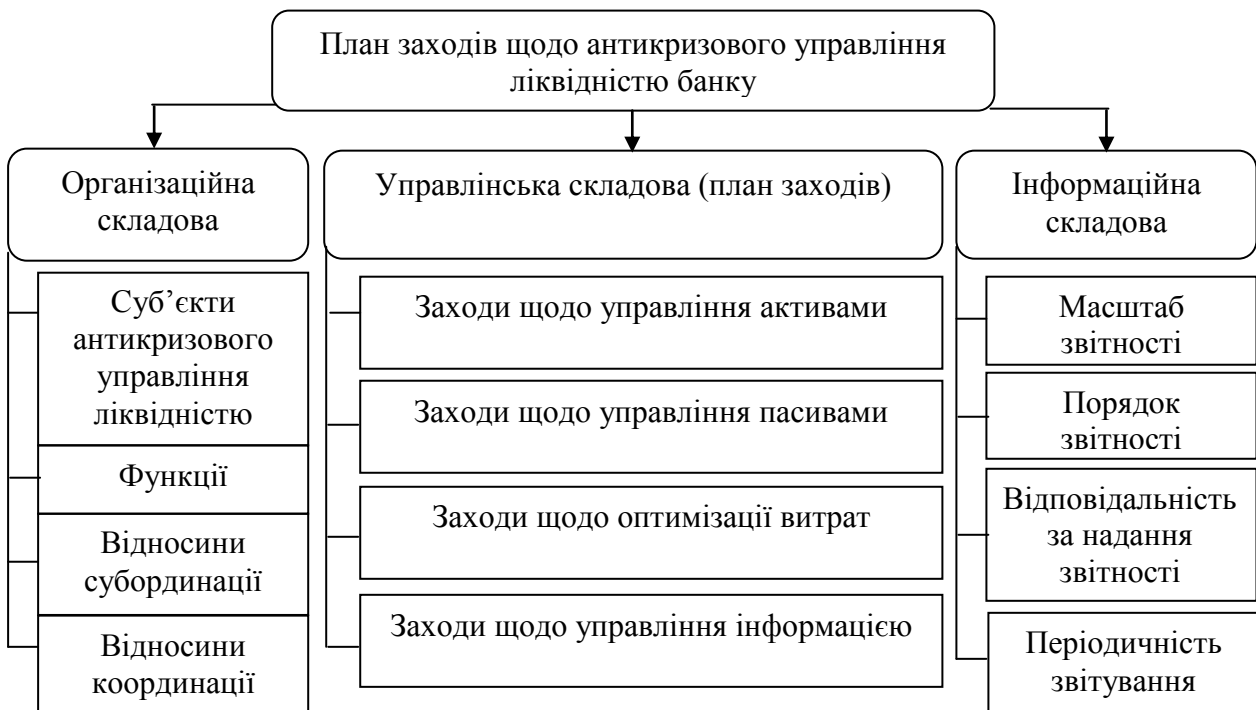 План заходів щодо антикризового управління
ліквідністю банку
Організаційна
складова
Суб’єкти
антикризового
управління
ліквідністю
Функції
Відносини
субординації
Відносини
координації
Управлінська складова (план заходів)
Заходи щодо управління активами
Заходи щодо управління пасивами
Заходи щодо оптимізації витрат
Заходи щодо управління інформацією
Інформаційна
складова
Масштаб
звітності
Порядок
звітності
Відповідальність
за надання
звітності
Періодичність
звітування